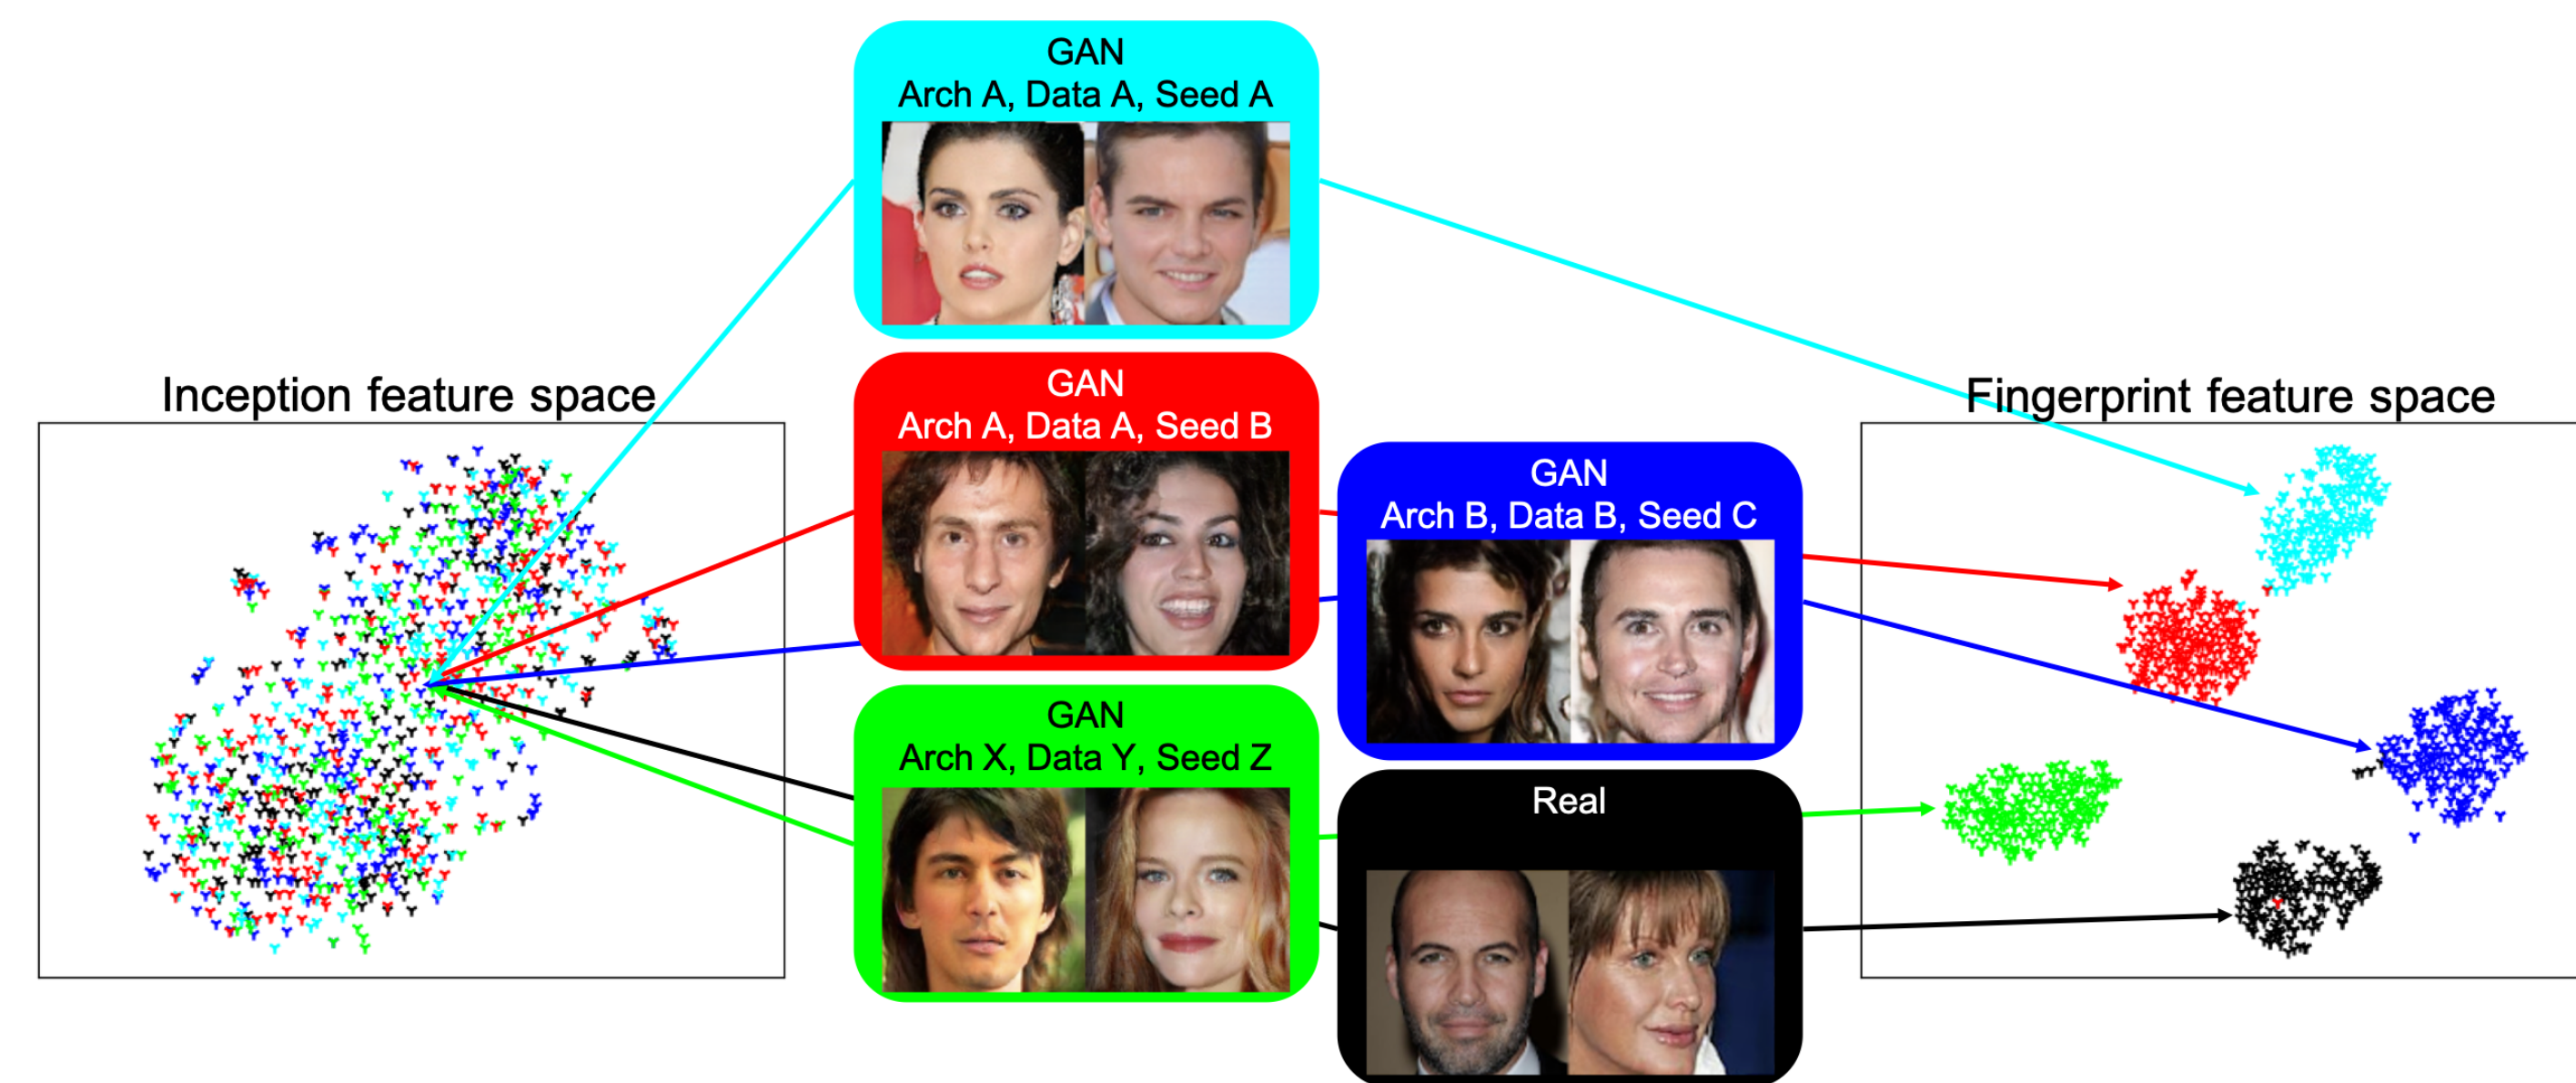 GAN
Arch A, Data A, Seed A
Inception feature space
GAN
Arch A, Data A, Seed B
Fingerprint feature space
GAN
Arch B, Data B, Seed C
GAN
Arch X, Data Y, Seed Z
Real